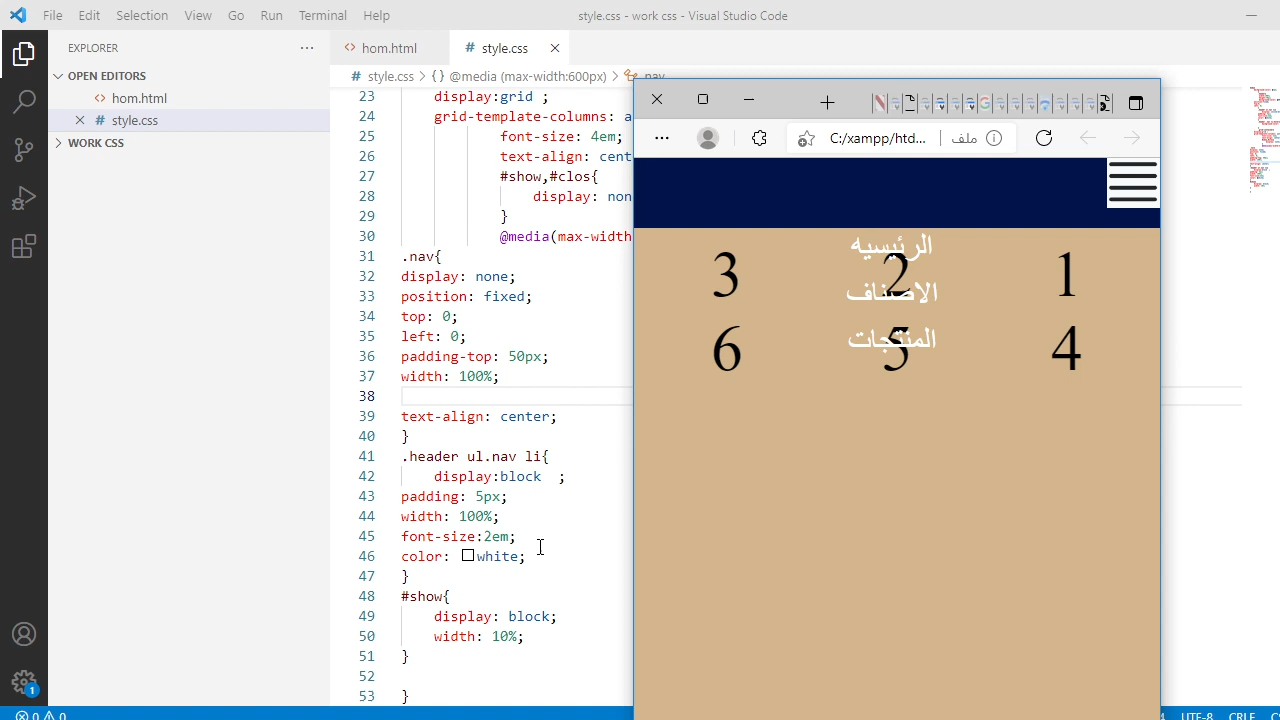 File Edit Selection View Go Run Terminal Help
style.css - work css - Visual Studio Code
EXPLORER
OPEN EDITORS
hom.html
# style.css
WORK CSS
hom.html
# style.css
# style.css > {} @media (max-width:600px) > .nav
23 display:grid ;
24 grid-template-columns: a
25 font-size: 4em;
26 text-align: cent
27 #show,#clos{
28 display: non
29 }
30 @media(max-width
31 .nav{
32 display: none;
33 position: fixed;
34 top: 0;
35 left: 0;
36 padding-top: 50px;
37 width: 100%;
38
39 text-align: center;
40 }
41 .header ul.nav li{
42 display:block ;
43 padding: 5px;
44 width: 100%;
45 font-size:2em;
46 color: white;
47 }
48 #show{
49 display: block;
50 width: 10%;
51 }
52
53 }
C:/xampp/htd... ملف
الرئيسيه
3 2 1
الاصناف
المنتجات
6 5 4
1
0 0
UTF-8 CRLF